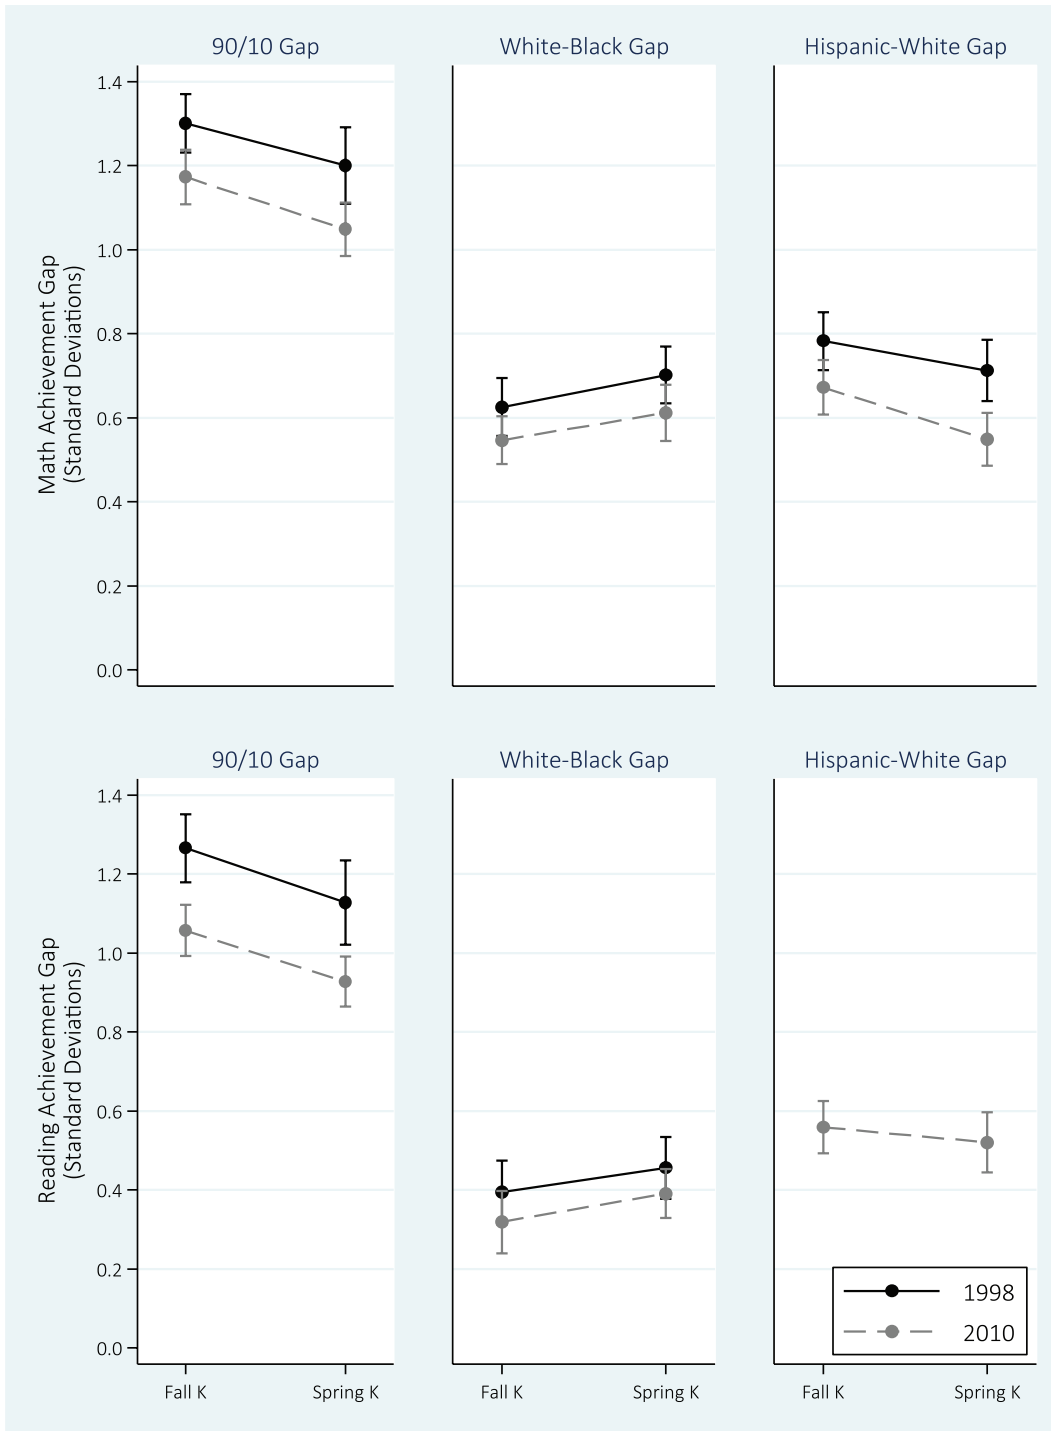 90/10 Gap
White-Black Gap
Hispanic-White Gap
Math Achievement Gap
(Standard Deviations)
1.4
1.2
1.0
0.8
0.6
0.4
0.2
0.0
90/10 Gap
White-Black Gap
Hispanic-White Gap
Reading Achievement Gap
(Standard Deviations)
1.4
1.2
1.0
0.8
0.6
0.4
0.2
0.0
1998
2010
Fall K
Spring K
Fall K
Spring K
Fall K
Spring K